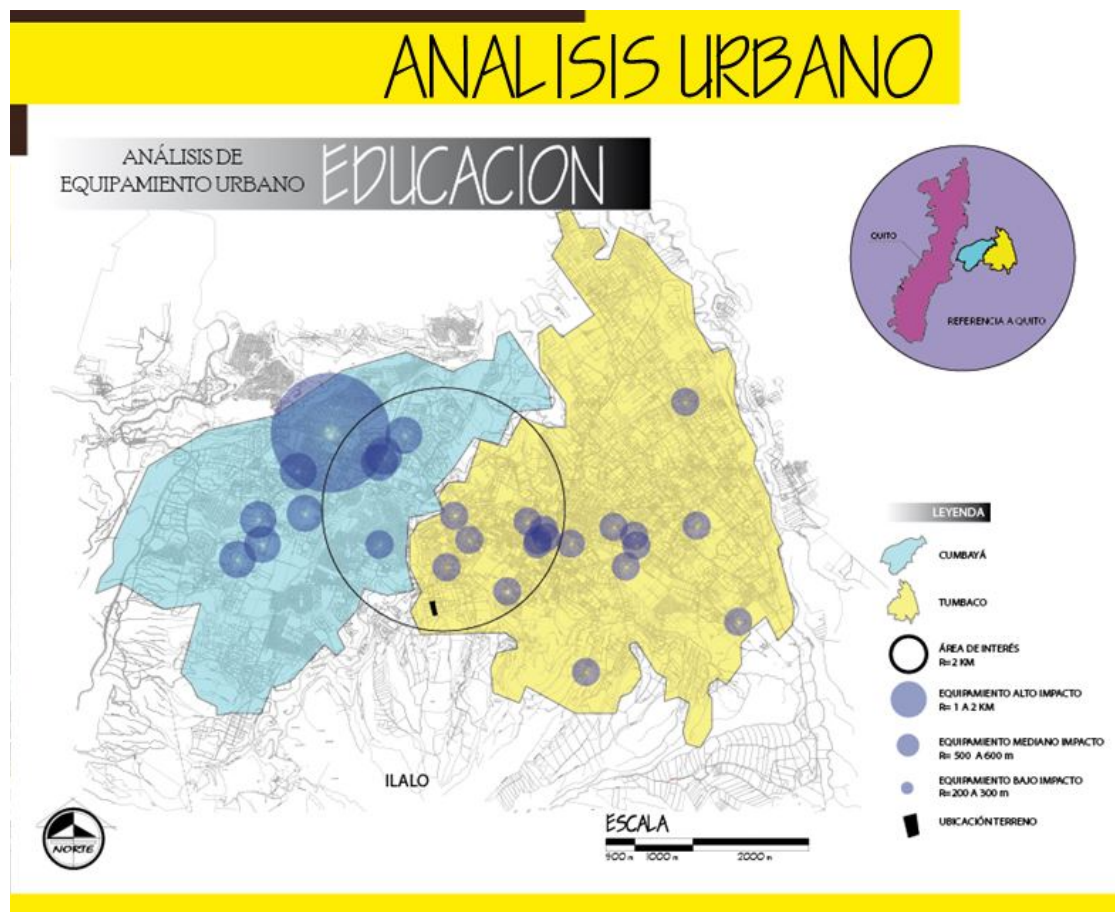 ANALISIS URBANO
ANÁLISIS DE
EQUIPAMIENTO URBANO
EDUCACION
QUITO
REFERENCIA A QUITO
LEYENDA
CUMBAYÁ
TUMBACO
ÁREA DE INTERÉS
R= 2 KM
EQUIPAMIENTO ALTO IMPACTO
R= 1 A 2 KM
EQUIPAMIENTO MEDIANO IMPACTO
R= 500 A 600 m
EQUIPAMIENTO BAJO IMPACTO
R= 200 A 300 m
UBICACIÓN TERRENO
ILALO
NORTE
ESCALA
1000 m
2000 m